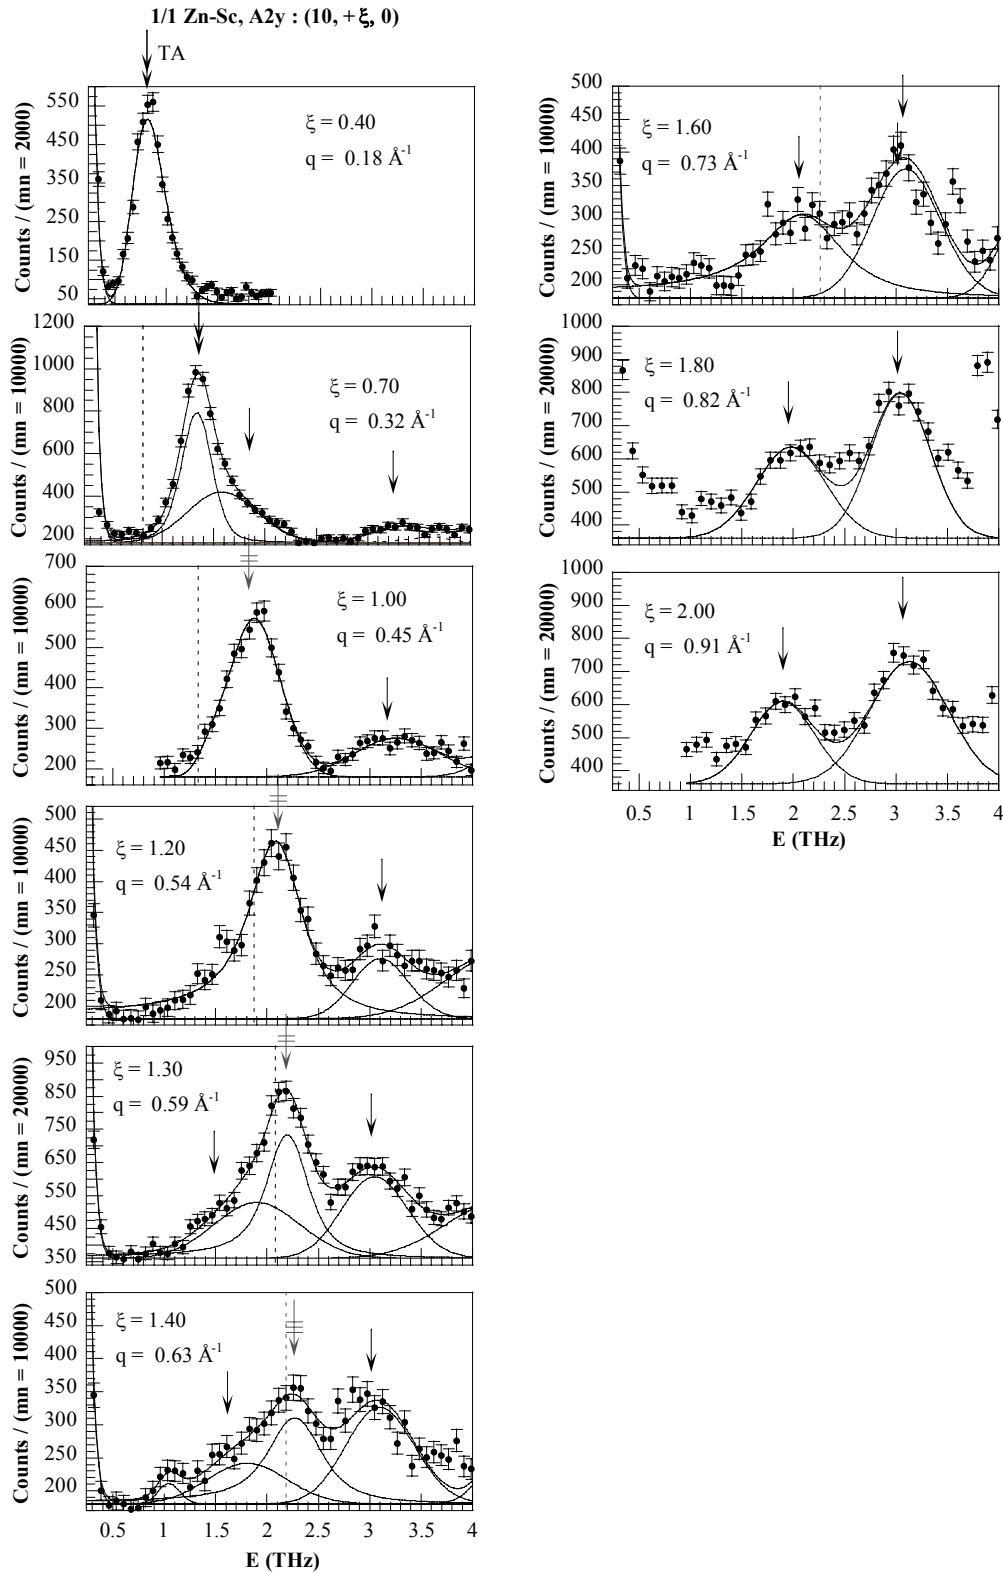 1/1 Zn-Sc, A2y : (10, +ξ, 0)
TA
Counts / (mn = 2000)
550
450
350
250
150
50
ξ = 0.40
q = 0.18 Å-1
Counts / (mn = 10000)
1200
1000
800
600
400
200
ξ = 0.70
q = 0.32 Å-1
Counts / (mn = 10000)
700
600
500
400
300
200
ξ = 1.00
q = 0.45 Å-1
Counts / (mn = 10000)
500
450
400
350
300
250
200
ξ = 1.20
q = 0.54 Å-1
Counts / (mn = 20000)
950
850
750
650
550
450
350
ξ = 1.30
q = 0.59 Å-1
Counts / (mn = 10000)
500
450
400
350
300
250
200
ξ = 1.40
q = 0.63 Å-1
0.5 1 1.5 2 2.5 3 3.5 4
E (THz)
Counts / (mn = 10000)
500
450
400
350
300
250
200
ξ = 1.60
q = 0.73 Å-1
Counts / (mn = 20000)
1000
900
800
700
600
500
400
ξ = 1.80
q = 0.82 Å-1
Counts / (mn = 20000)
1000
900
800
700
600
500
400
ξ = 2.00
q = 0.91 Å-1
0.5 1 1.5 2 2.5 3 3.5 4
E (THz)